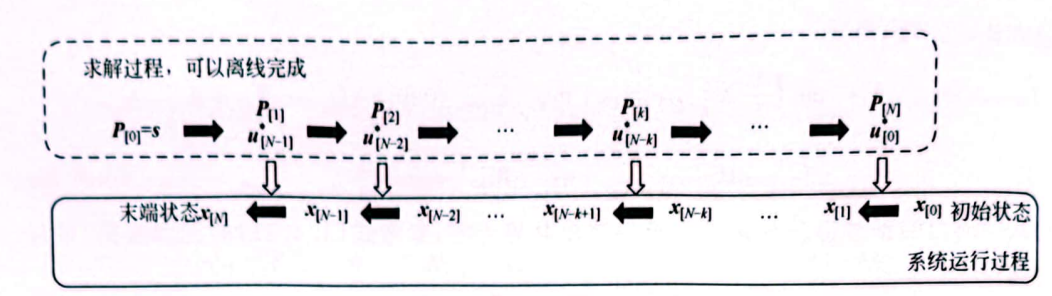 求解过程，可以离线完成
P[1] P[2] P[k] P[N]
P[0]=s u*[N-1] u*[N-2] ··· u*[N-k] ··· u*[0]
末端状态x[N] x[N-1] x[N-2] ··· x[N-k+1] x[N-k] ··· x[1] x[0] 初始状态
系统运行过程